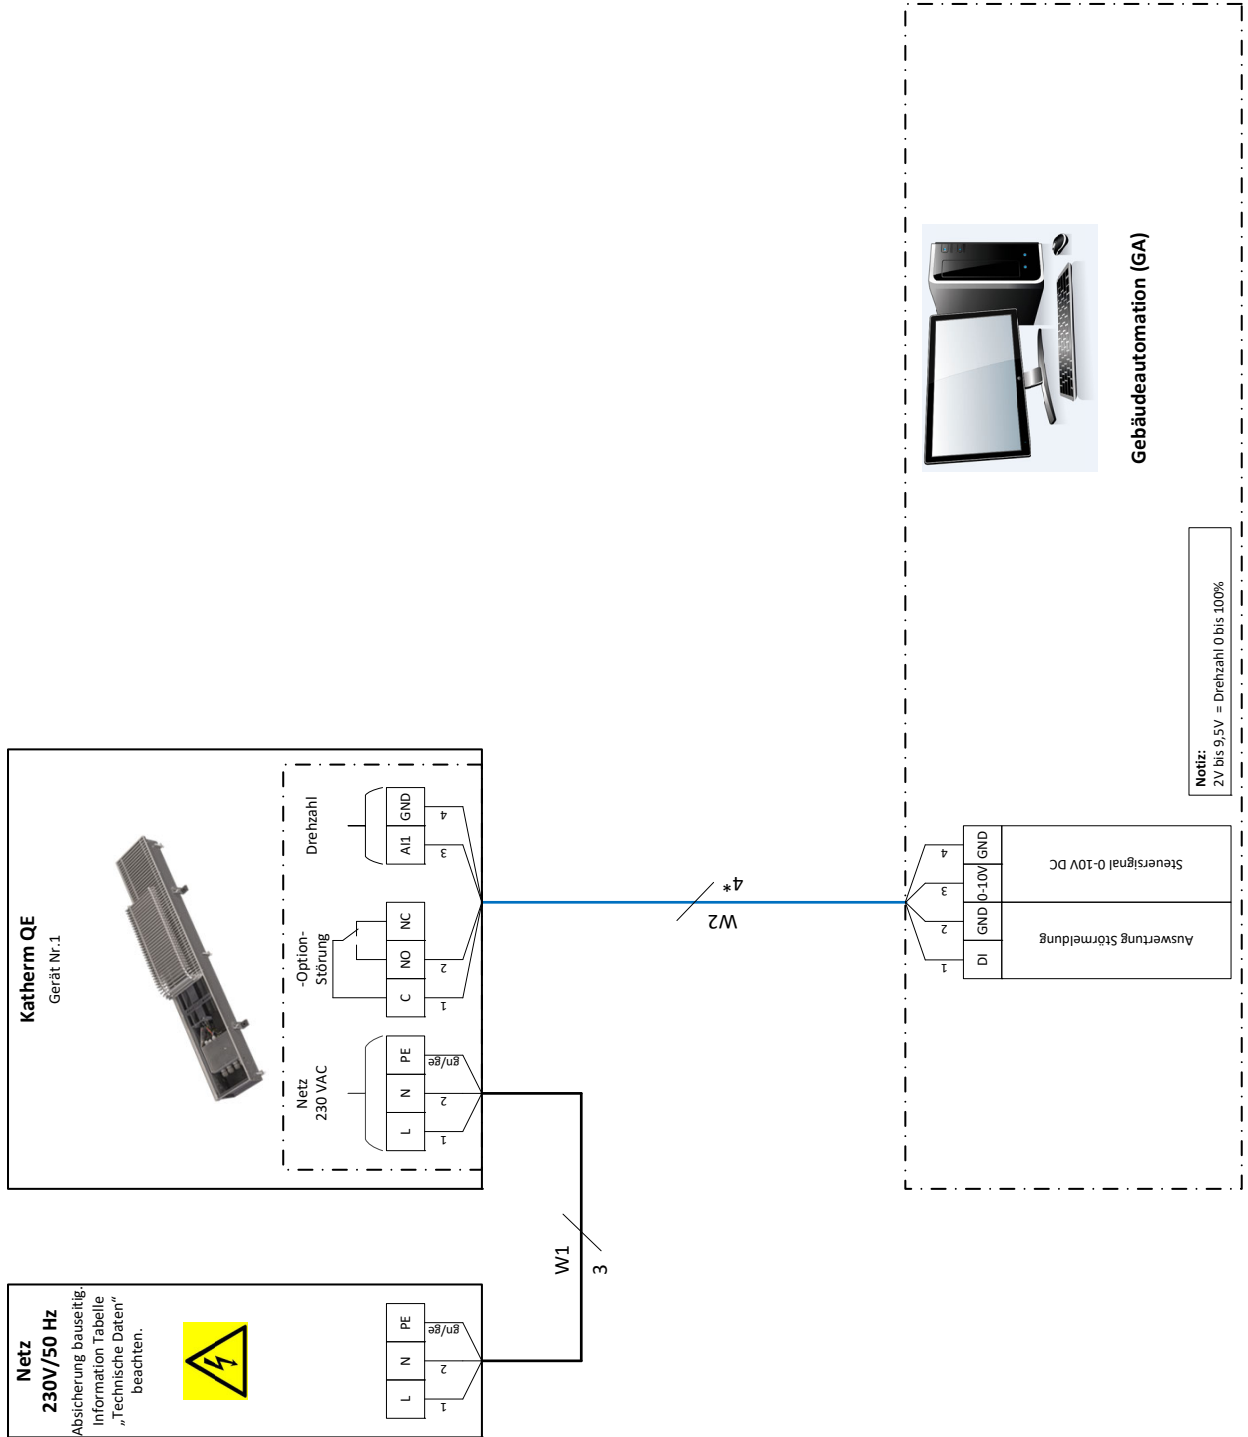 Netz
230V/50 Hz
Absicherung bauseitig.
Information Tabelle
„Technische Daten“
beachten.
L N PE
1 2 gn/ge
W1
3
Katherm QE
Gerät Nr.1
Netz
230 VAC
L N PE
1 2 gn/ge
-Option-
Störung
C NO NC
1 2
Drehzahl
AI1 GND
3 4
W2
4*
1 2 3 4
DI GND 0-10V GND
Auswertung Störmeldung
Steuersignal 0-10V DC
Notiz:
2V bis 9,5V = Drehzahl 0 bis 100%
Gebäudeautomation (GA)